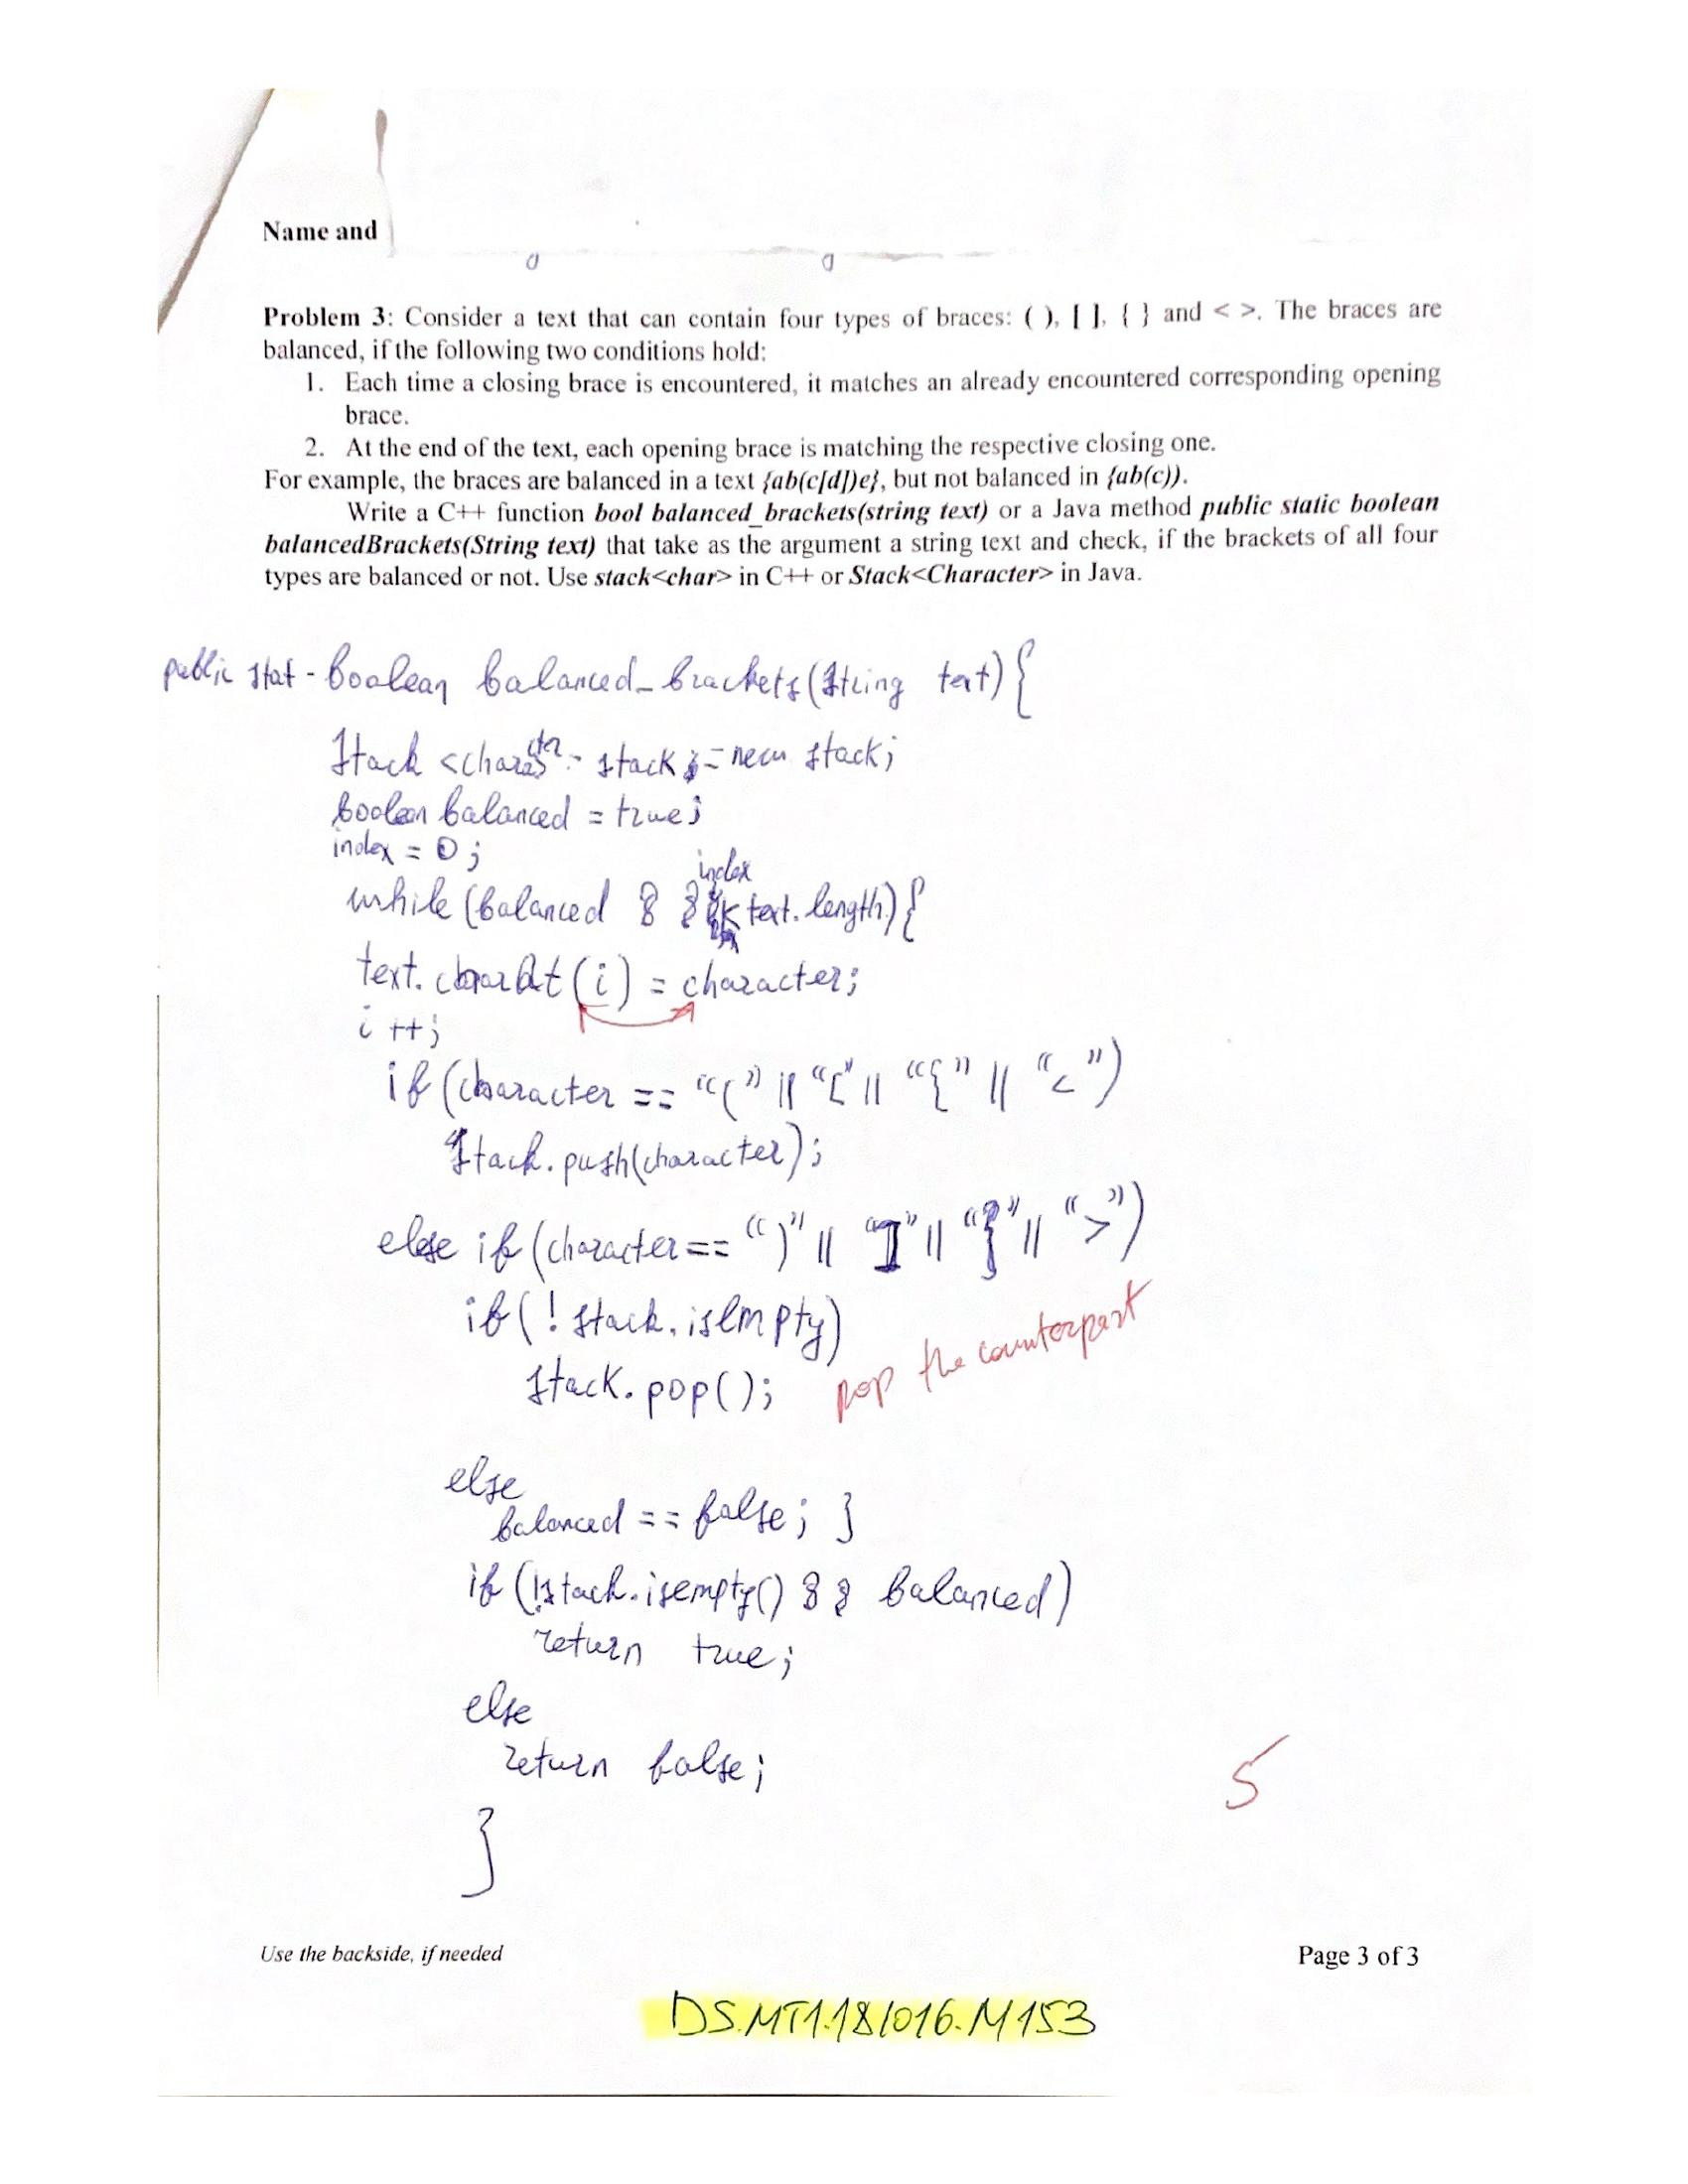 Name and
Problem 3: Consider a text that can contain four types of braces: ( ), [ ], { } and < >. The braces are
balanced, if the following two conditions hold:
1. Each time a closing brace is encountered, it matches an already encountered corresponding opening
brace.
2. At the end of the text, each opening brace is matching the respective closing one.
For example, the braces are balanced in a text {ab(c[d])e}, but not balanced in {ab(c)).
Write a C++ function bool balanced_brackets(string text) or a Java method public static boolean
balancedBrackets(String text) that take as the argument a string text and check, if the brackets of all four
types are balanced or not. Use stack<char> in C++ or Stack<Character> in Java.
public stat - boolean balanced_brackets(String text){
Stack <character> stack = new stack;
boolean balanced = true;
index = 0;
index
while (balanced && < text.length){
text.charAt(i) = character;
i++;
if (character == "(" || "[" || "{" || "<")
Stack.push(character);
else if (character == ")" || "]" || "}" || ">")
if (! stack.isEmpty)
stack.pop(); pop the counterpart
else
balanced == false; }
if (!stack.isempty() && balanced)
return true;
else
return false;
5
}
Use the backside, if needed Page 3 of 3
DS.MT1.181016.M153